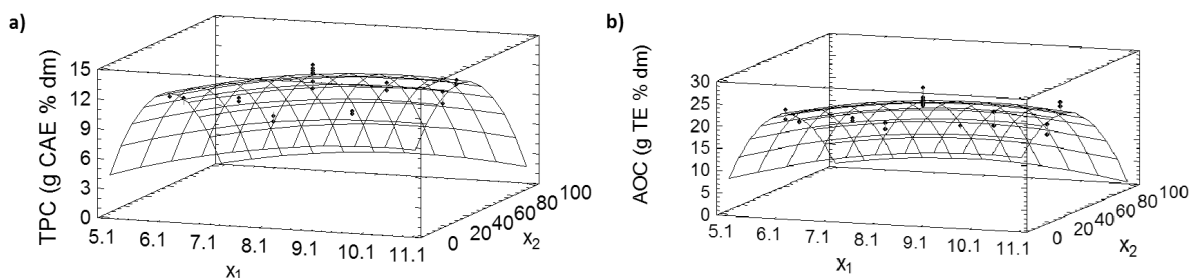 a)
TPC (g CAE % dm)
15
12
9
6
3
0
5.1 6.1 7.1 8.1 9.1 10.1 11.1
x1
0 20 40 60 80 100
x2
b)
AOC (g TE % dm)
30
25
20
15
10
5
0
5.1 6.1 7.1 8.1 9.1 10.1 11.1
x1
0 20 40 60 80 100
x2